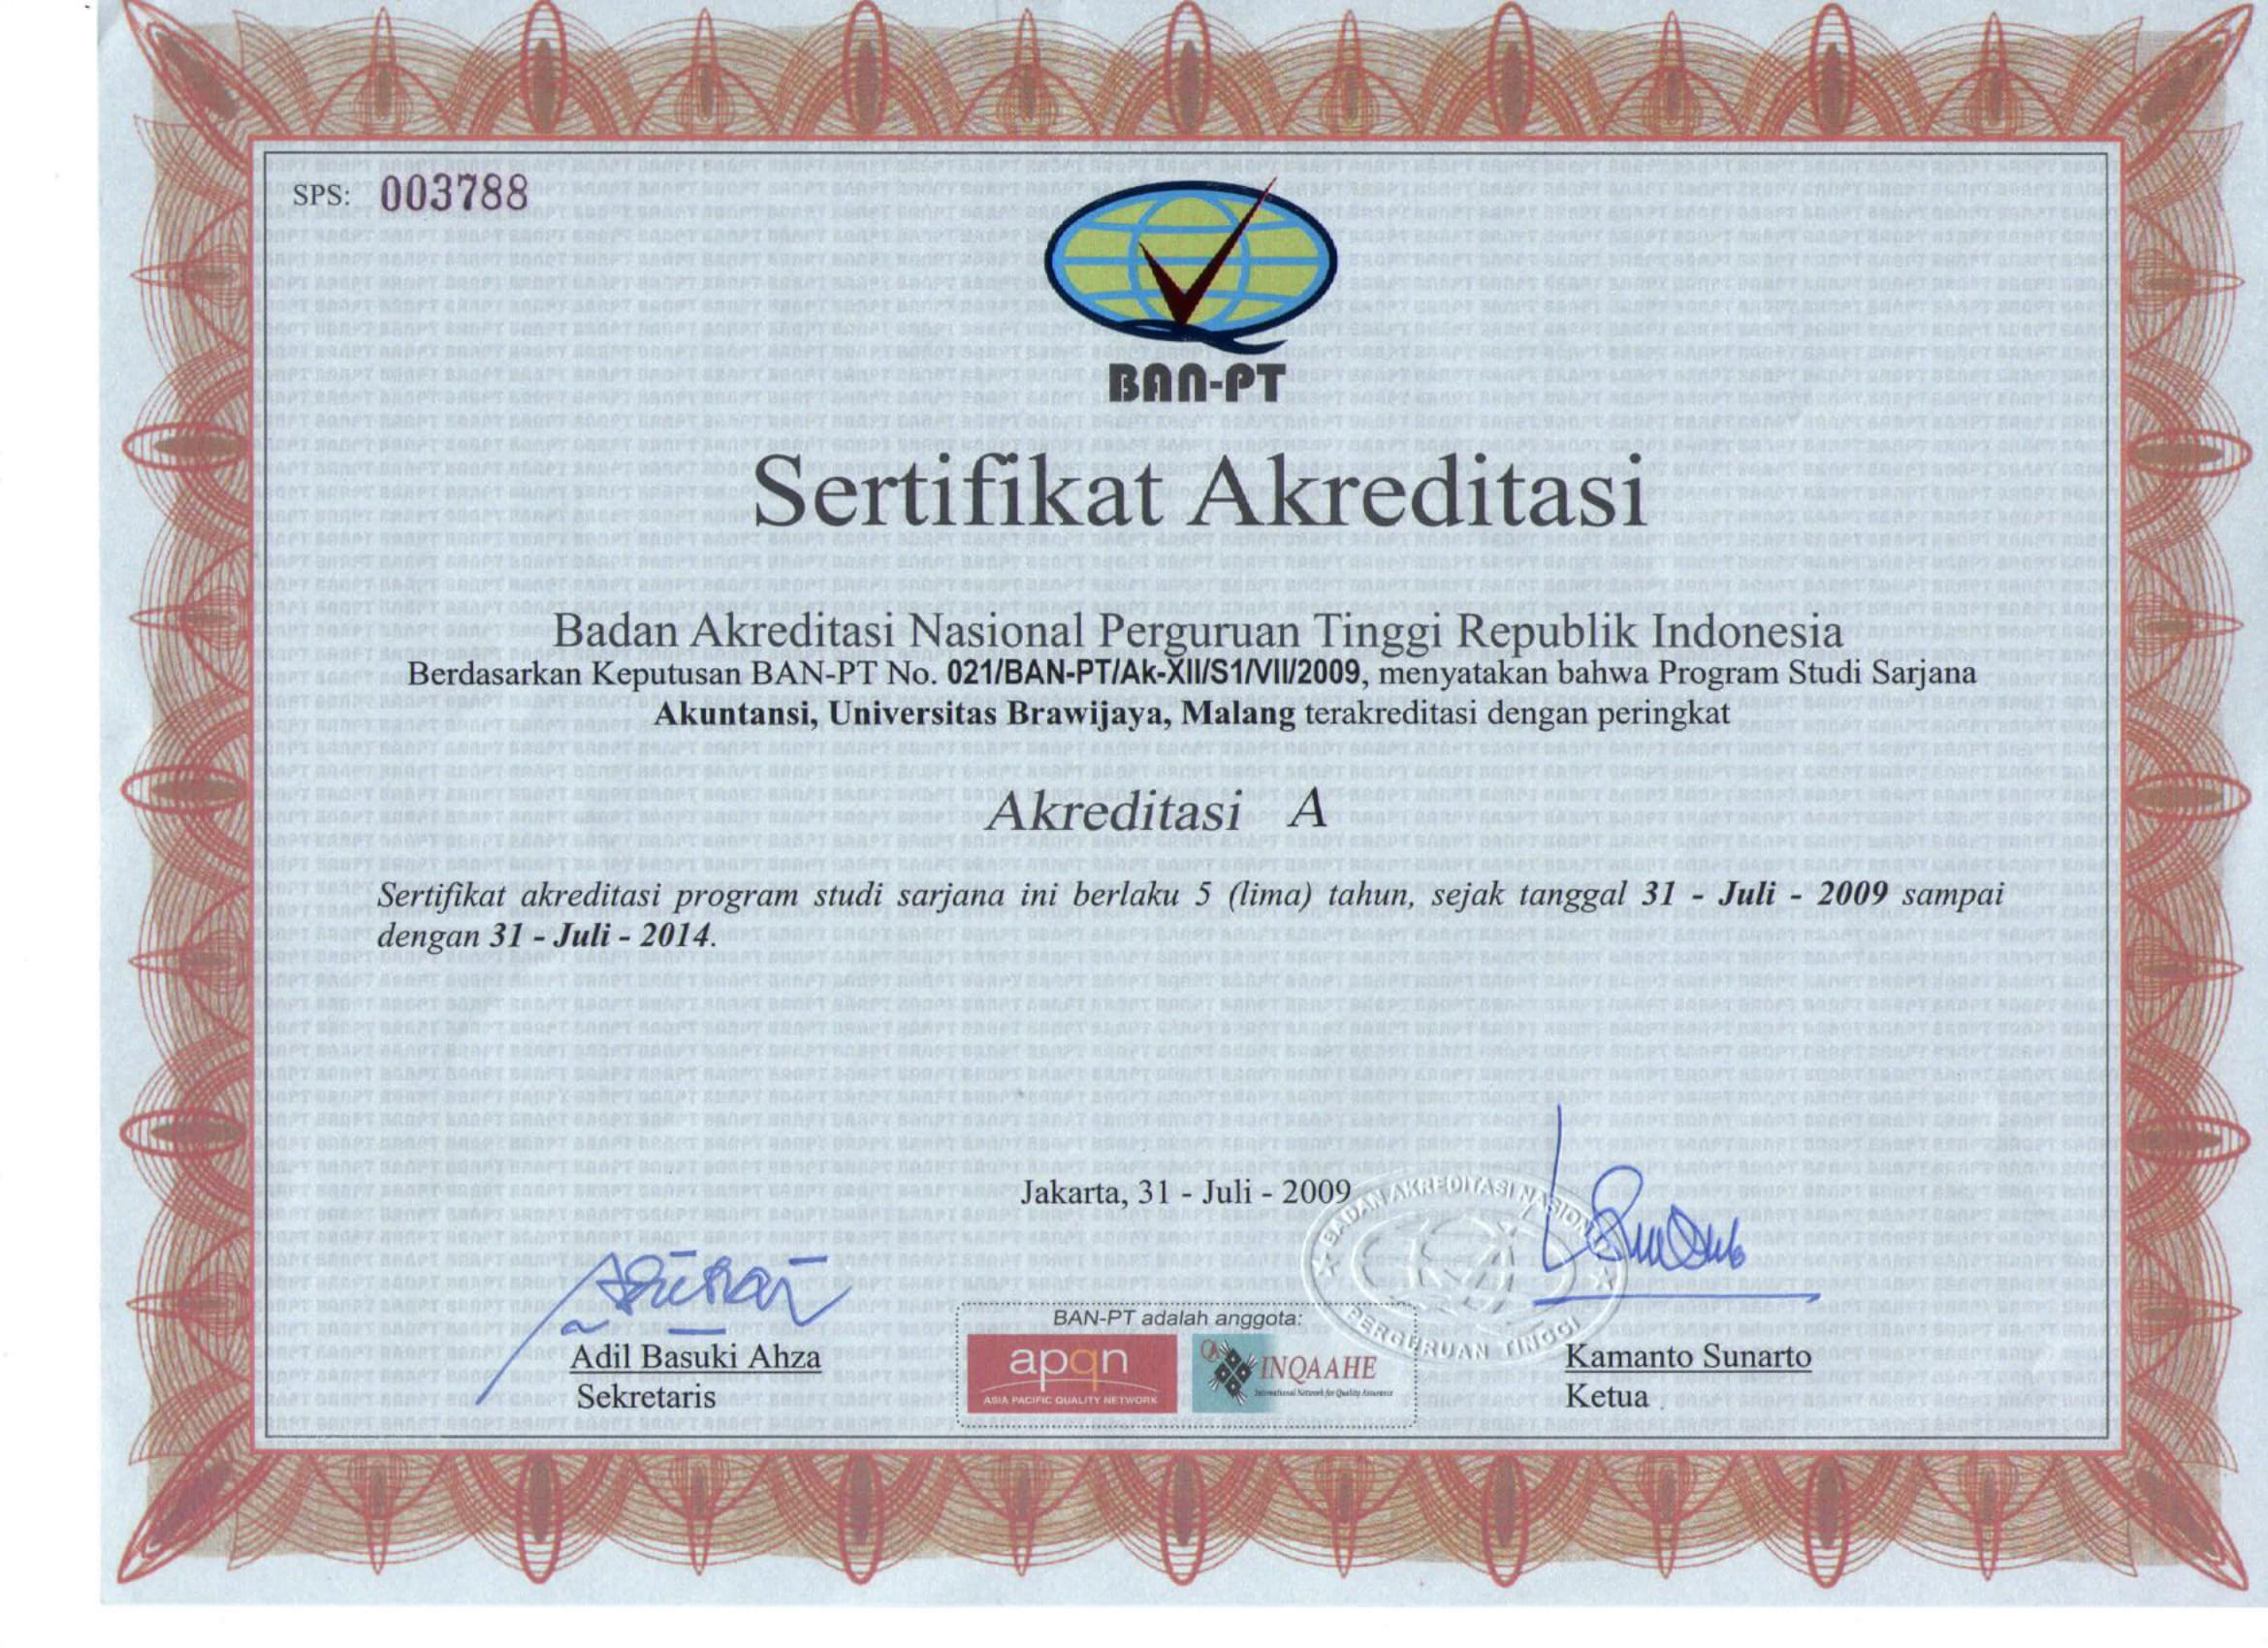 SPS: 003788
BAN-PT
Sertifikat Akreditasi
Badan Akreditasi Nasional Perguruan Tinggi Republik Indonesia
Berdasarkan Keputusan BAN-PT No. 021/BAN-PT/Ak-XII/S1/VII/2009, menyatakan bahwa Program Studi Sarjana
Akuntansi, Universitas Brawijaya, Malang terakreditasi dengan peringkat
Akreditasi A
Sertifikat akreditasi program studi sarjana ini berlaku 5 (lima) tahun, sejak tanggal 31 - Juli - 2009 sampai
dengan 31 - Juli - 2014.
Jakarta, 31 - Juli - 2009
BADAN AKREDITASI NASIONAL
PERGURUAN TINGGI
BAN-PT adalah anggota:
apqn
ASIA PACIFIC QUALITY NETWORK
INQAAHE
International Network for Quality Assurance
Adil Basuki Ahza
Sekretaris
Kamanto Sunarto
Ketua